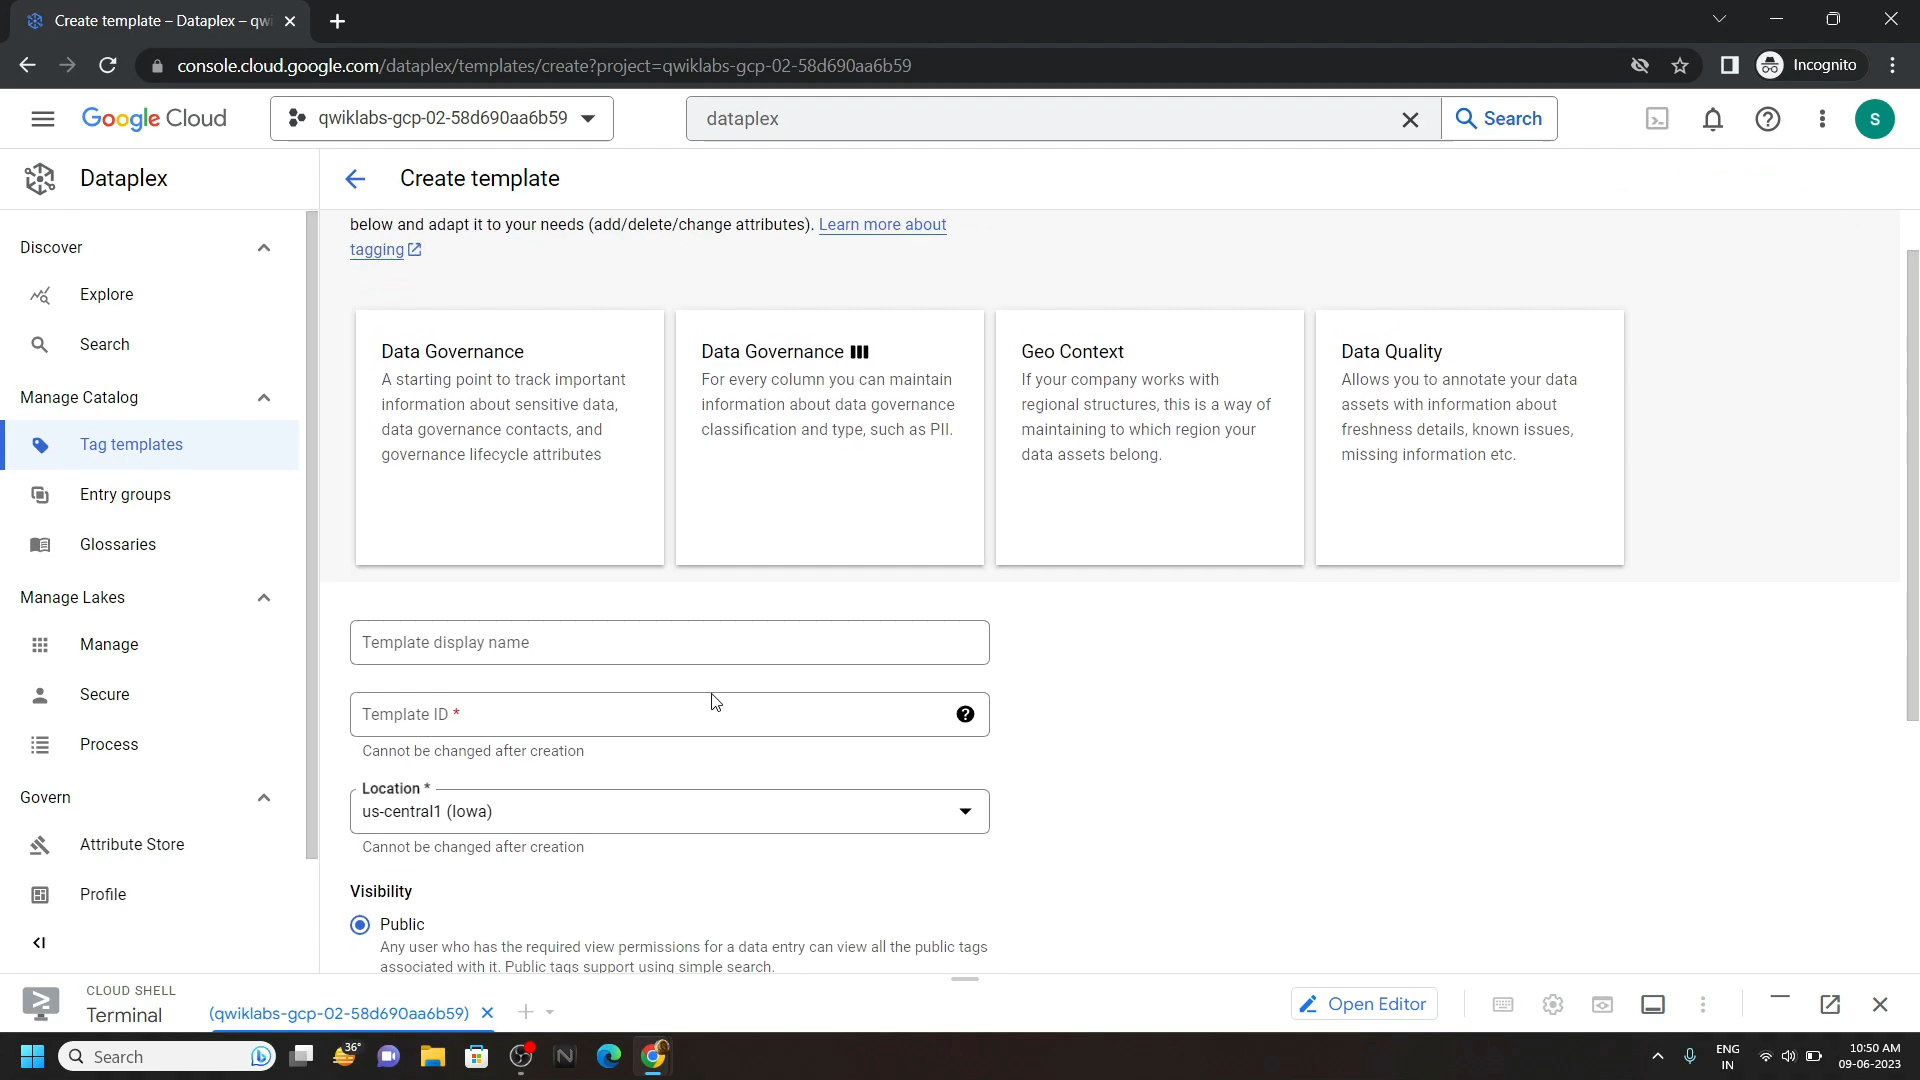 Create template – Dataplex – qwi
console.cloud.google.com/dataplex/templates/create?project=qwiklabs-gcp-02-58d690aa6b59
Incognito
Google Cloud
qwiklabs-gcp-02-58d690aa6b59
dataplex
Search
S
Dataplex
Create template
Discover
Explore
Search
Manage Catalog
Tag templates
Entry groups
Glossaries
Manage Lakes
Manage
Secure
Process
Govern
Attribute Store
Profile
below and adapt it to your needs (add/delete/change attributes). Learn more about
tagging
Data Governance
A starting point to track important
information about sensitive data,
data governance contacts, and
governance lifecycle attributes
Data Governance
For every column you can maintain
information about data governance
classification and type, such as PII.
Geo Context
If your company works with
regional structures, this is a way of
maintaining to which region your
data assets belong.
Data Quality
Allows you to annotate your data
assets with information about
freshness details, known issues,
missing information etc.
Template display name
Template ID *
Cannot be changed after creation
Location *
us-central1 (Iowa)
Cannot be changed after creation
Visibility
Public
Any user who has the required view permissions for a data entry can view all the public tags
associated with it. Public tags support using simple search.
CLOUD SHELL
Terminal
(qwiklabs-gcp-02-58d690aa6b59)
Open Editor
Search
36°
ENG
IN
10:50 AM
09-06-2023